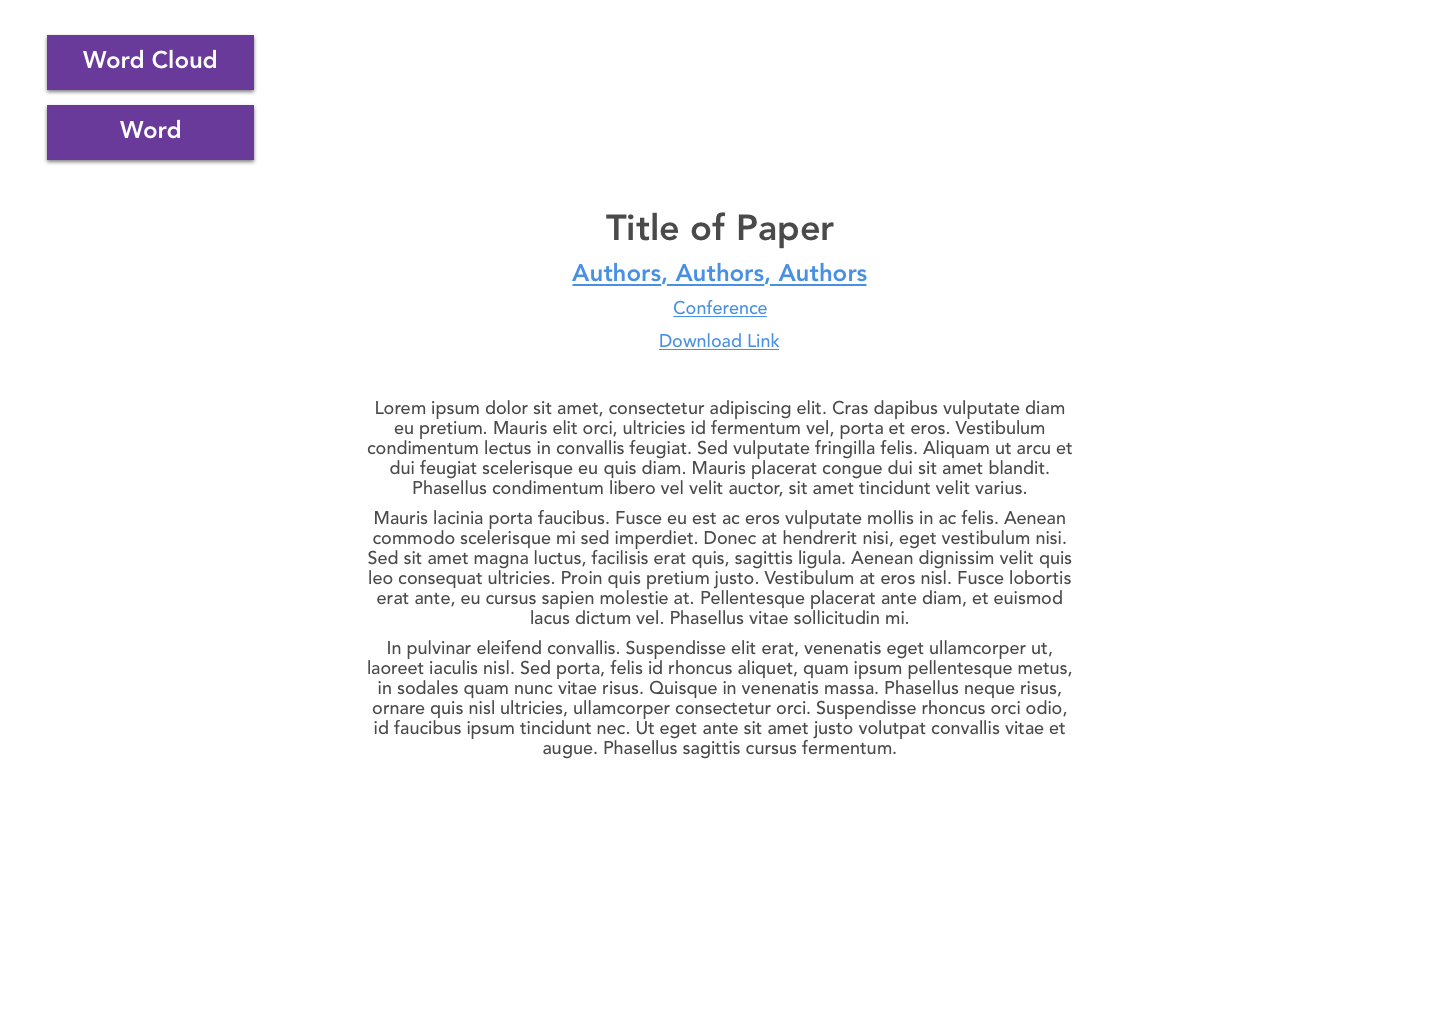 Word Cloud
Word
Title of Paper
Authors, Authors, Authors
Conference
Download Link
Lorem ipsum dolor sit amet, consectetur adipiscing elit. Cras dapibus vulputate diam
eu pretium. Mauris elit orci, ultricies id fermentum vel, porta et eros. Vestibulum
condimentum lectus in convallis feugiat. Sed vulputate fringilla felis. Aliquam ut arcu et
dui feugiat scelerisque eu quis diam. Mauris placerat congue dui sit amet blandit.
Phasellus condimentum libero vel velit auctor, sit amet tincidunt velit varius.
Mauris lacinia porta faucibus. Fusce eu est ac eros vulputate mollis in ac felis. Aenean
commodo scelerisque mi sed imperdiet. Donec at hendrerit nisi, eget vestibulum nisi.
Sed sit amet magna luctus, facilisis erat quis, sagittis ligula. Aenean dignissim velit quis
leo consequat ultricies. Proin quis pretium justo. Vestibulum at eros nisl. Fusce lobortis
erat ante, eu cursus sapien molestie at. Pellentesque placerat ante diam, et euismod
lacus dictum vel. Phasellus vitae sollicitudin mi.
In pulvinar eleifend convallis. Suspendisse elit erat, venenatis eget ullamcorper ut,
laoreet iaculis nisl. Sed porta, felis id rhoncus aliquet, quam ipsum pellentesque metus,
in sodales quam nunc vitae risus. Quisque in venenatis massa. Phasellus neque risus,
ornare quis nisl ultricies, ullamcorper consectetur orci. Suspendisse rhoncus orci odio,
id faucibus ipsum tincidunt nec. Ut eget ante sit amet justo volutpat convallis vitae et
augue. Phasellus sagittis cursus fermentum.